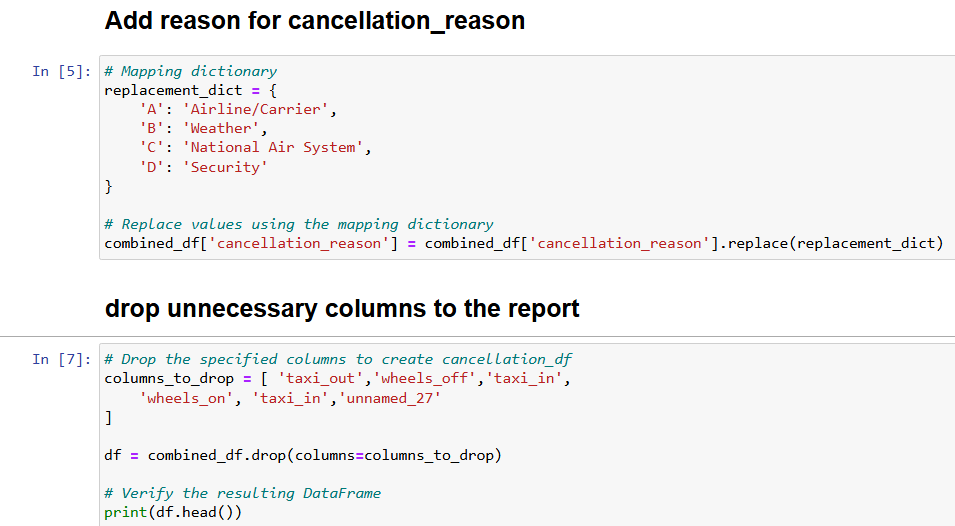 Add reason for cancellation_reason
In [5]: # Mapping dictionary
replacement_dict = {
    'A': 'Airline/Carrier',
    'B': 'Weather',
    'C': 'National Air System',
    'D': 'Security'
}
# Replace values using the mapping dictionary
combined_df['cancellation_reason'] = combined_df['cancellation_reason'].replace(replacement_dict)
drop unnecessary columns to the report
In [7]: # Drop the specified columns to create cancellation_df
columns_to_drop = [ 'taxi_out','wheels_off','taxi_in',
    'wheels_on', 'taxi_in','unnamed_27'
]
df = combined_df.drop(columns=columns_to_drop)
# Verify the resulting DataFrame
print(df.head())